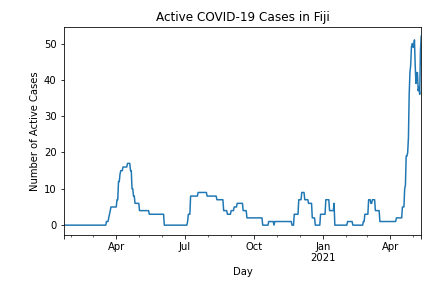 Active COVID-19 Cases in Fiji
Number of Active Cases
50
40
30
20
10
0
Apr Jul Oct Jan Apr
2021
Day